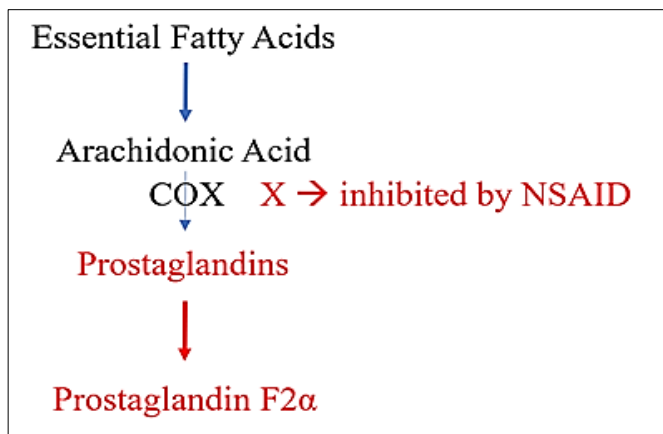 Essential Fatty Acids
Arachidonic Acid
COX X → inhibited by NSAID
Prostaglandins
Prostaglandin F2α